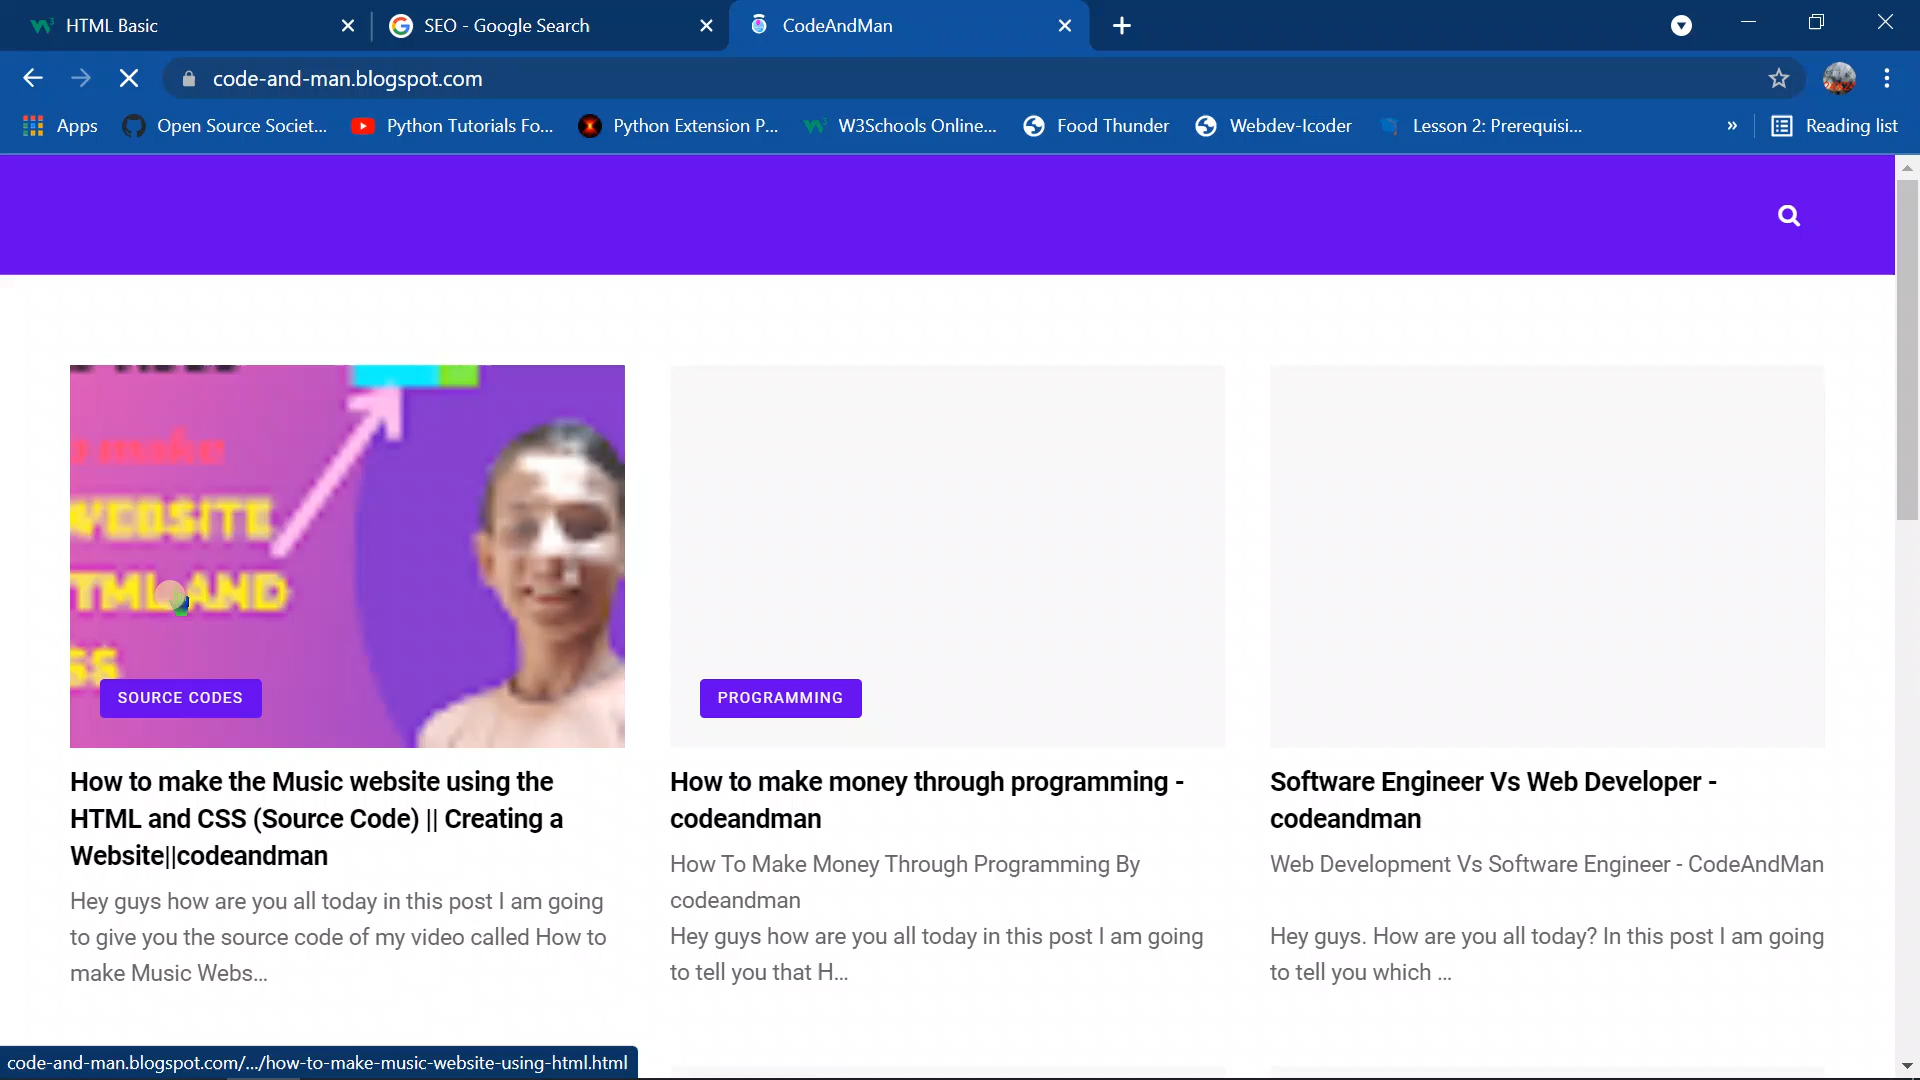 HTML Basic
SEO - Google Search
CodeAndMan
code-and-man.blogspot.com
Apps
Open Source Societ...
Python Tutorials Fo...
Python Extension P...
W3Schools Online...
Food Thunder
Webdev-Icoder
Lesson 2: Prerequisi...
»
Reading list
make
WEBSITE
HTML AND
SS
SOURCE CODES
PROGRAMMING
How to make the Music website using the
HTML and CSS (Source Code) || Creating a
Website||codeandman
Hey guys how are you all today in this post I am going
to give you the source code of my video called How to
make Music Webs...
How to make money through programming -
codeandman
How To Make Money Through Programming By
codeandman
Hey guys how are you all today in this post I am going
to tell you that H...
Software Engineer Vs Web Developer -
codeandman
Web Development Vs Software Engineer - CodeAndMan
Hey guys. How are you all today? In this post I am going
to tell you which ...
code-and-man.blogspot.com/.../how-to-make-music-website-using-html.html